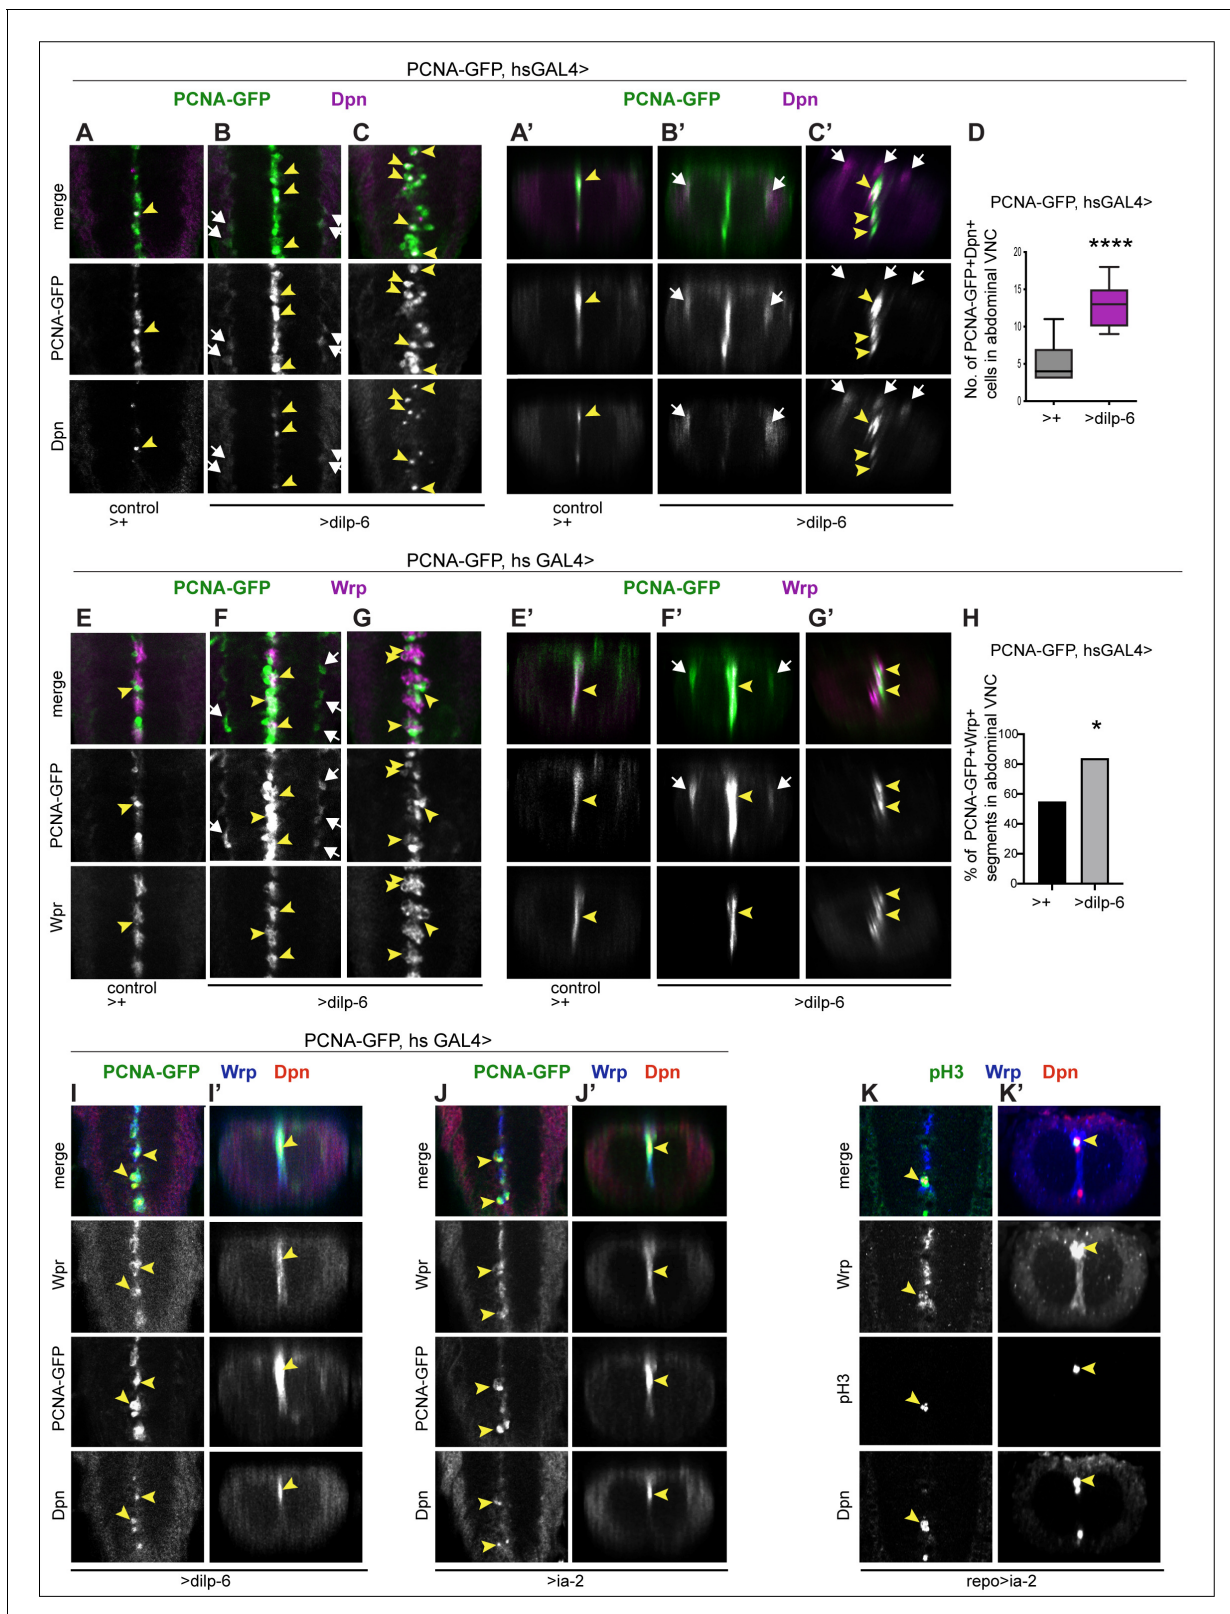 PCNA-GFP, hsGAL4>
PCNA-GFP Dpn PCNA-GFP Dpn
A B C A’ B’ C’ D
merge
PCNA-GFP
Dpn
PCNA-GFP, hsGAL4>
No. of PCNA-GFP+Dpn+
cells in abdominal VNC
20
15
10
5
0
****
>+ >dilp-6
control
>+
>dilp-6
control
>+
>dilp-6
PCNA-GFP, hs GAL4>
PCNA-GFP Wrp PCNA-GFP Wrp
E F G E’ F’ G’ H
merge
PCNA-GFP
Wpr
PCNA-GFP, hsGAL4>
% of PCNA-GFP+Wrp+
segments in abdominal VNC
100
80
60
40
20
0
*
>+ >dilp-6
control
>+
>dilp-6
control
>+
>dilp-6
PCNA-GFP, hs GAL4>
PCNA-GFP Wrp Dpn PCNA-GFP Wrp Dpn pH3 Wrp Dpn
I I’ J J’ K K’
merge merge merge
Wpr Wpr Wrp
PCNA-GFP PCNA-GFP pH3
Dpn Dpn Dpn
>dilp-6 >ia-2 repo>ia-2